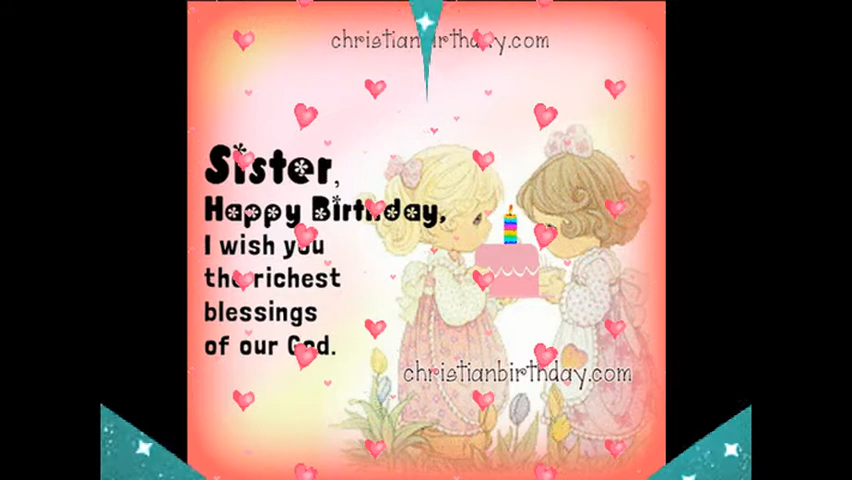 christianbirthday.com
Sister,
Happy Birthday,
I wish you
the richest
blessings
of our God.
christianbirthday.com